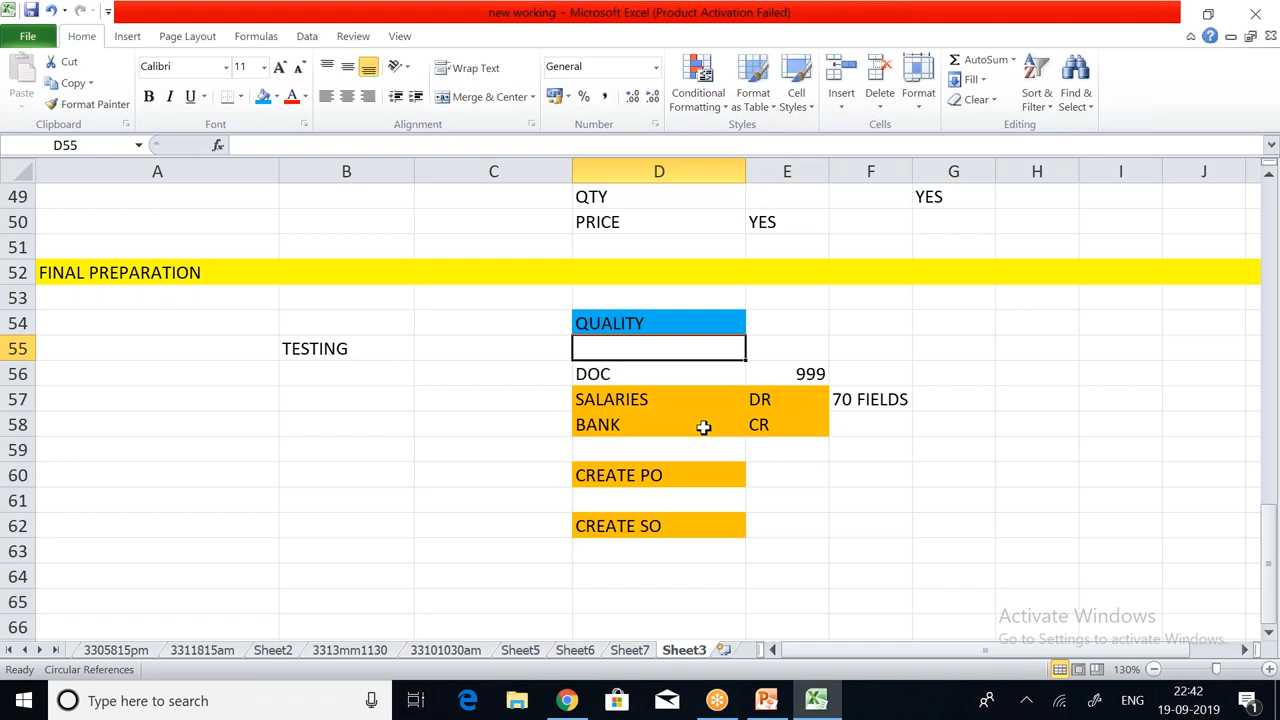 new working - Microsoft Excel (Product Activation Failed)
File Home Insert Page Layout Formulas Data Review View
Paste
Cut
Copy
Format Painter
Clipboard
Calibri 11
B I U A
Font
Wrap Text
Merge & Center
Alignment
General
% ,
Number
Conditional Formatting
Format as Table
Cell Styles
Styles
Insert
Delete
Format
Cells
Σ AutoSum
Fill
Clear
Sort & Filter
Find & Select
Editing
D55 fx
A B C D E F G H I J
49 QTY YES
50 PRICE YES
51
52 FINAL PREPARATION
53
54 QUALITY
55 TESTING
56 DOC 999
57 SALARIES DR 70 FIELDS
58 BANK CR
59
60 CREATE PO
61
62 CREATE SO
63
64
65
66
Activate Windows
Go to Settings to activate Windows.
3305815pm 3311815am Sheet2 3313mm1130 33101030am Sheet5 Sheet6 Sheet7 Sheet3
Ready Circular References 130%
Type here to search
ENG
22:42
19-09-2019
1